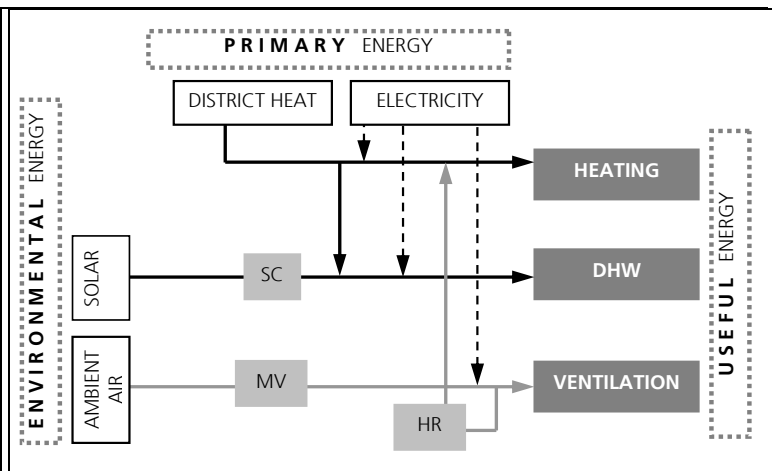 PRIMARY ENERGY
DISTRICT HEAT
ELECTRICITY
ENVIRONMENTAL ENERGY
USEFUL ENERGY
HEATING
SOLAR
SC
DHW
AMBIENT
AIR
MV
VENTILATION
HR